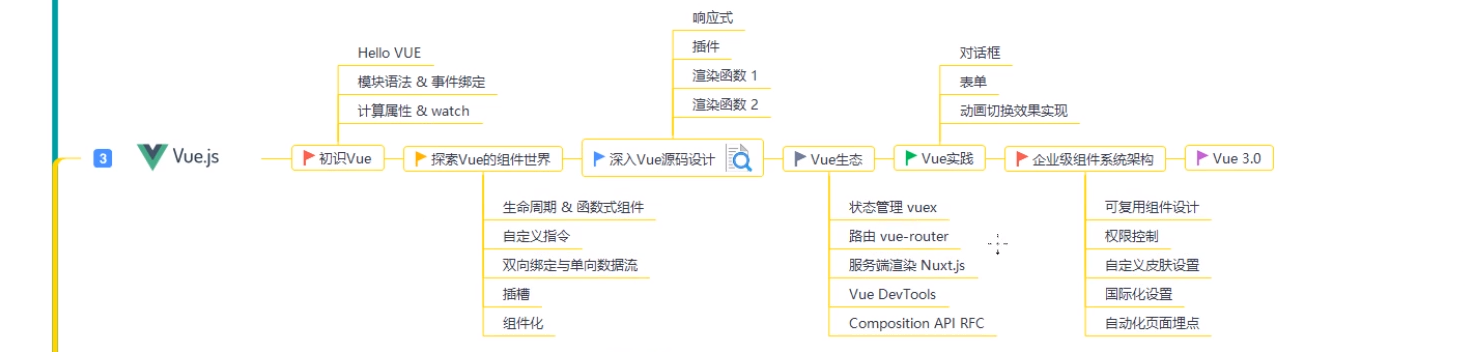 3
Vue.js
初识Vue
Hello VUE
模块语法 & 事件绑定
计算属性 & watch
探索Vue的组件世界
生命周期 & 函数式组件
自定义指令
双向绑定与单向数据流
插槽
组件化
深入Vue源码设计
响应式
插件
渲染函数 1
渲染函数 2
Vue生态
状态管理 vuex
路由 vue-router
服务端渲染 Nuxt.js
Vue DevTools
Composition API RFC
Vue实践
对话框
表单
动画切换效果实现
企业级组件系统架构
可复用组件设计
权限控制
自定义皮肤设置
国际化设置
自动化页面埋点
Vue 3.0